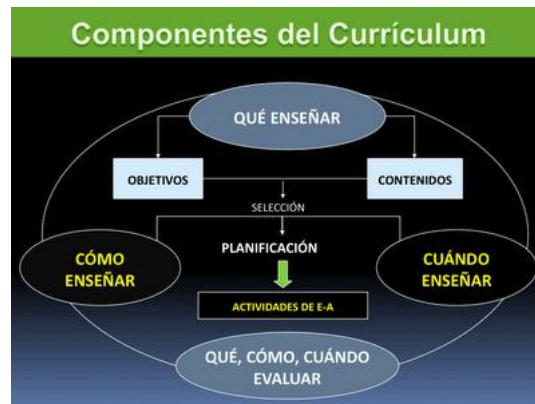 Componentes del Currículum
QUÉ ENSEÑAR
OBJETIVOS
CONTENIDOS
SELECCIÓN
CÓMO
ENSEÑAR
PLANIFICACIÓN
CUÁNDO
ENSEÑAR
ACTIVIDADES DE E-A
QUÉ, CÓMO, CUÁNDO
EVALUAR